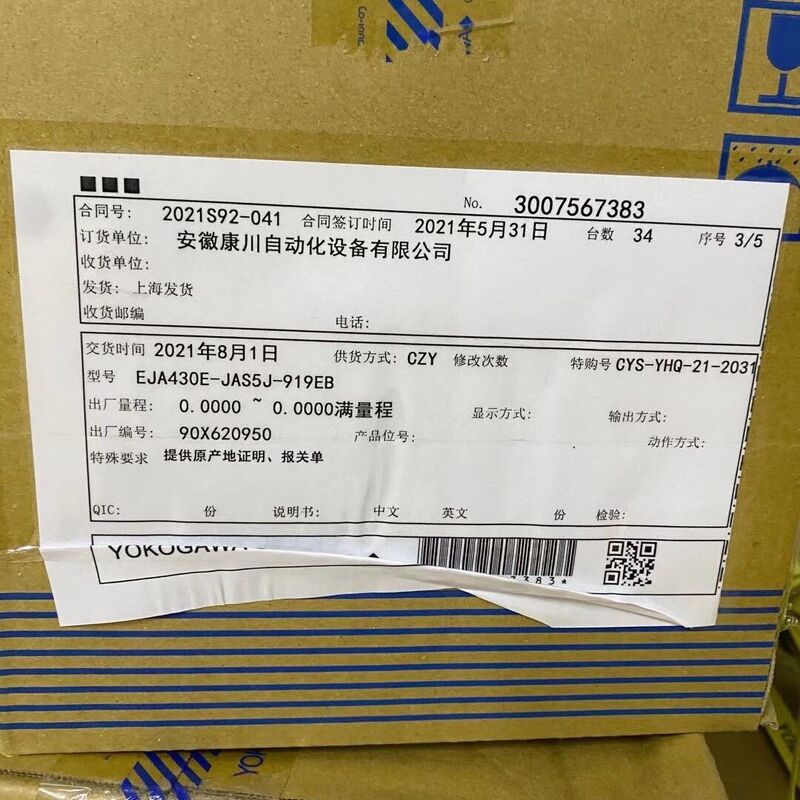 No. 3007567383
合同号: 2021S92-041 合同签订时间 2021年5月31日 台数 34 序号 3/5
订货单位: 安徽康川自动化设备有限公司
收货单位:
发货: 上海发货
收货邮编 电话:
交货时间 2021年8月1日 供货方式: CZY 修改次数 特购号 CYS-YHQ-21-2031
型号 EJA430E-JAS5J-919EB
出厂量程: 0.0000 ~ 0.0000满量程 显示方式: 输出方式:
出厂编号: 90X620950 产品位号: 动作方式:
特殊要求 提供原产地证明、报关单
QIC: 份 说明书: 中文 英文 份 检验:
YOKOGAWA
7383*
YOK